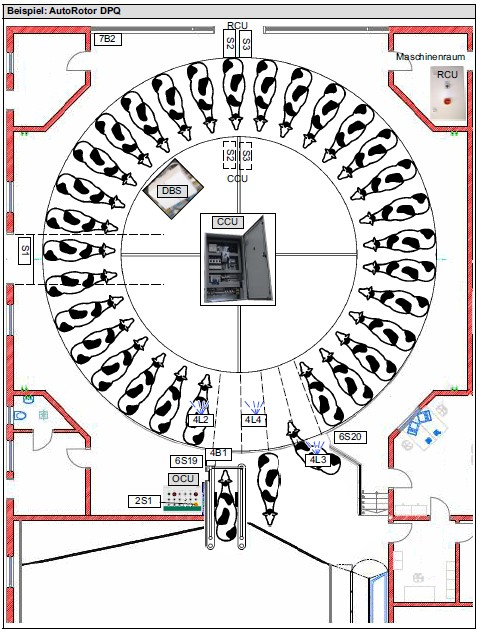 Beispiel: AutoRotor DPQ
RCU
7B2
S2
S3
Maschinenraum
RCU
S2
S3
CCU
DBS
CCU
S1
4L2
4L4
6S20
4B1
6S19
4L3
OCU
2S1